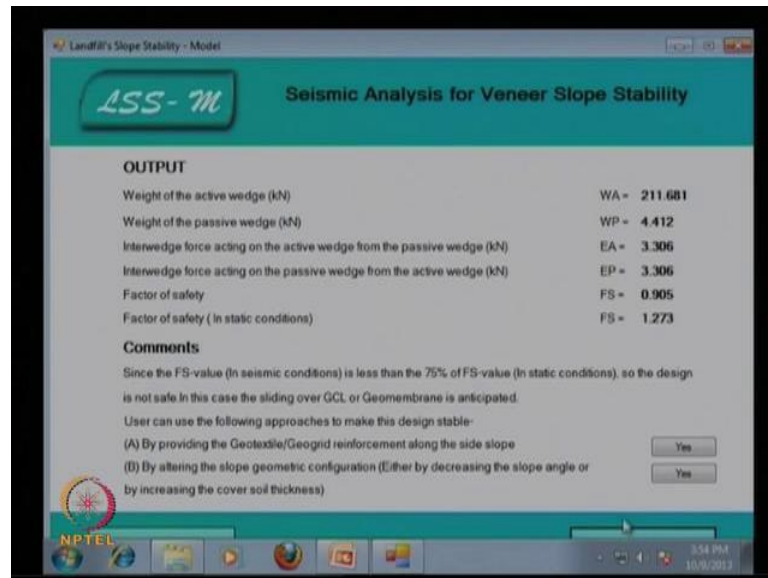 Landfill's Slope Stability - Model
LSS-M
Seismic Analysis for Veneer Slope Stability
OUTPUT
Weight of the active wedge (kN) WA = 211.681
Weight of the passive wedge (kN) WP = 4.412
Interwedge force acting on the active wedge from the passive wedge (kN) EA = 3.306
Interwedge force acting on the passive wedge from the active wedge (kN) EP = 3.306
Factor of safety FS = 0.905
Factor of safety ( In static conditions) FS = 1.273
Comments
Since the FS-value (In seismic conditions) is less than the 75% of FS-value (In static conditions), so the design
is not safe.In this case the sliding over GCL or Geomembrane is anticipated.
User can use the following approaches to make this design stable-
(A) By providing the Geotextile/Geogrid reinforcement along the side slope Yes
(B) By altering the slope geometric configuration (Either by decreasing the slope angle or Yes
by increasing the cover soil thickness)
NPTEL
3:54 PM
10/9/2013